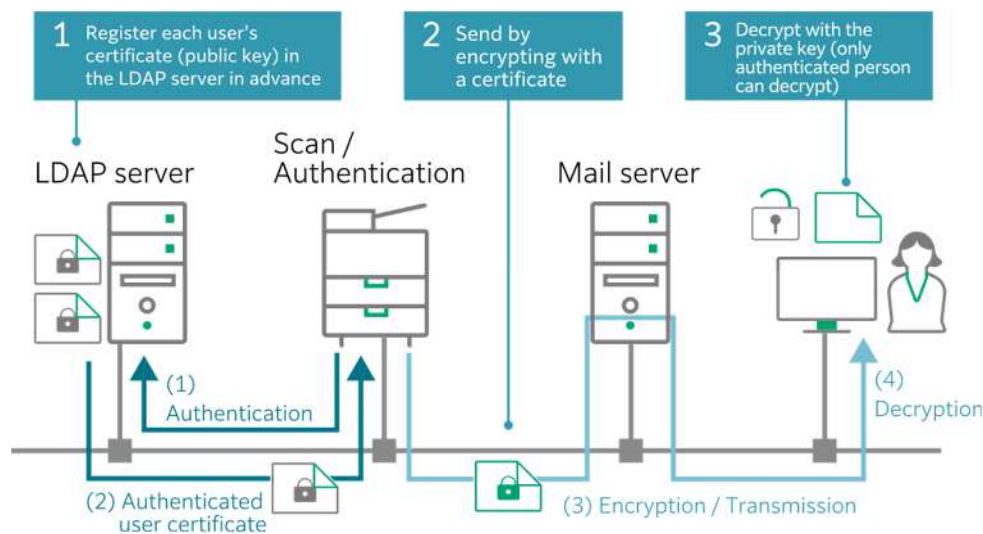 1 Register each user's
certificate (public key) in
the LDAP server in advance
2 Send by
encrypting with
a certificate
3 Decrypt with the
private key (only
authenticated person
can decrypt)
LDAP server
Scan /
Authentication
Mail server
(1)
Authentication
(2) Authenticated
user certificate
(3) Encryption / Transmission
(4)
Decryption